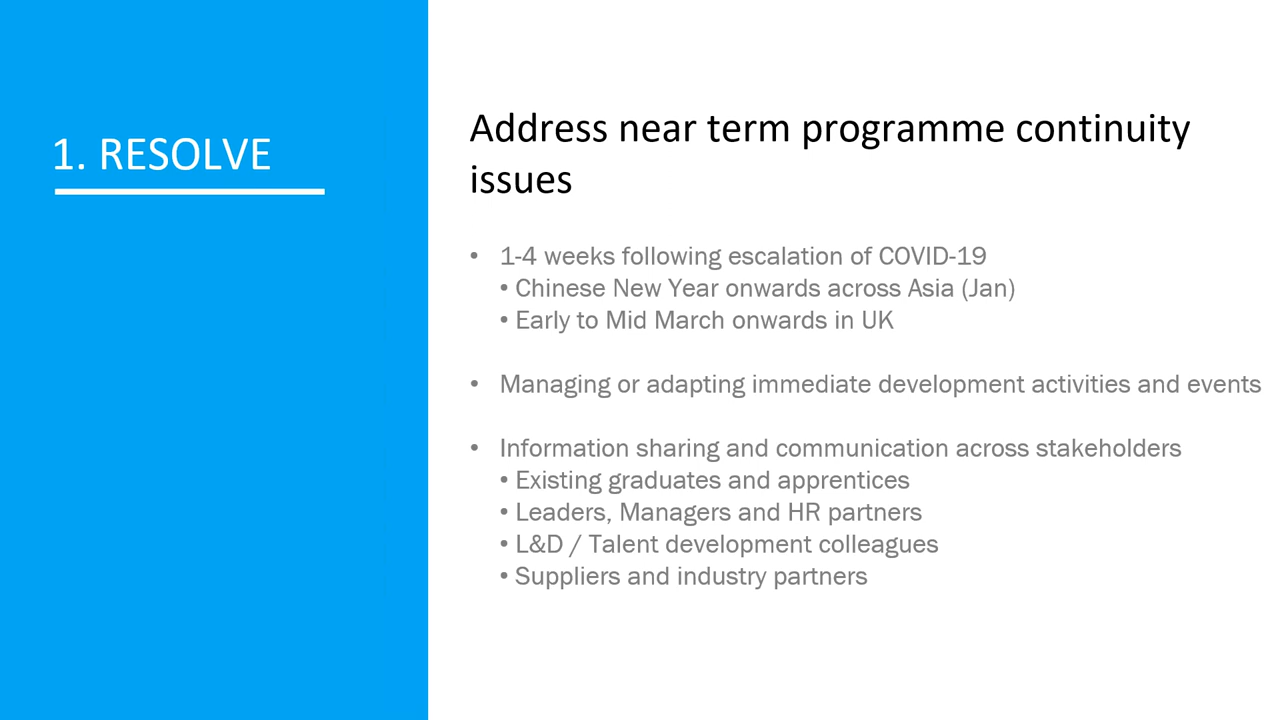 1. RESOLVE
Address near term programme continuity
issues
• 1-4 weeks following escalation of COVID-19
• Chinese New Year onwards across Asia (Jan)
• Early to Mid March onwards in UK
• Managing or adapting immediate development activities and events
• Information sharing and communication across stakeholders
• Existing graduates and apprentices
• Leaders, Managers and HR partners
• L&D / Talent development colleagues
• Suppliers and industry partners